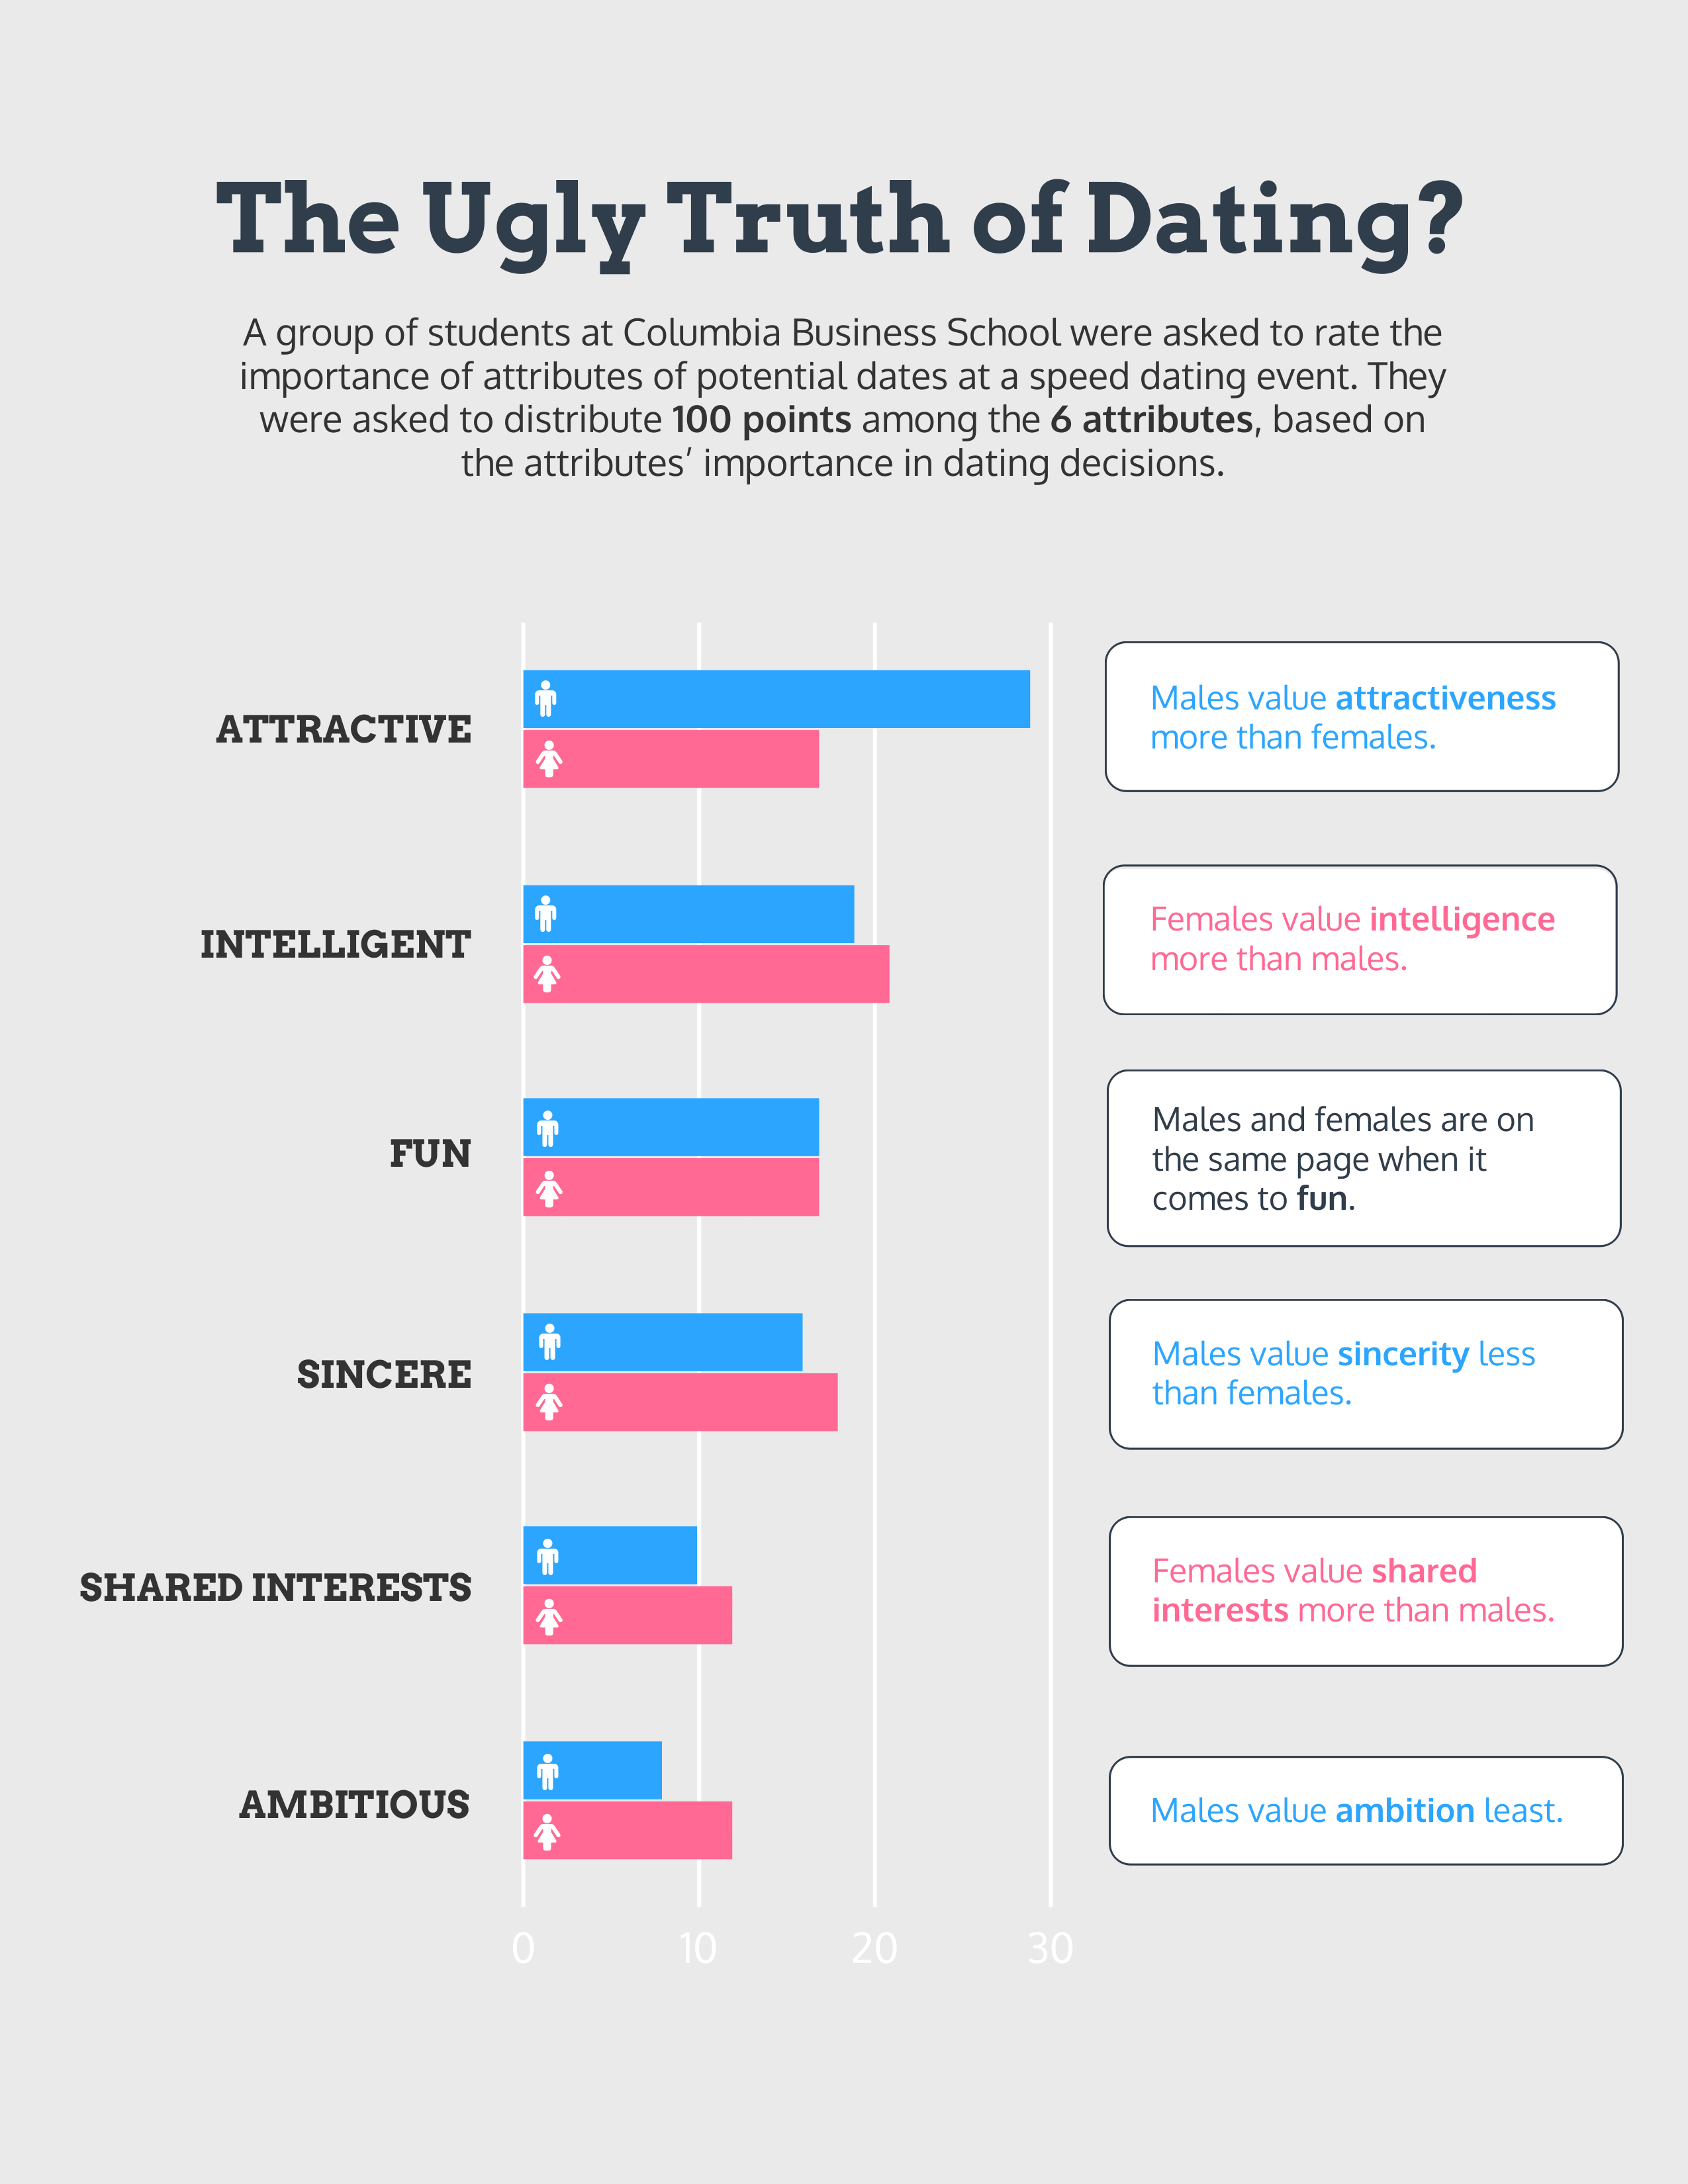 The Ugly Truth of Dating?
A group of students at Columbia Business School were asked to rate the
importance of attributes of potential dates at a speed dating event. They
were asked to distribute 100 points among the 6 attributes, based on
the attributes’ importance in dating decisions.
ATTRACTIVE
Males value attractiveness
more than females.
INTELLIGENT
Females value intelligence
more than males.
FUN
Males and females are on
the same page when it
comes to fun.
SINCERE
Males value sincerity less
than females.
SHARED INTERESTS
Females value shared
interests more than males.
AMBITIOUS
Males value ambition least.
0 10 20 30